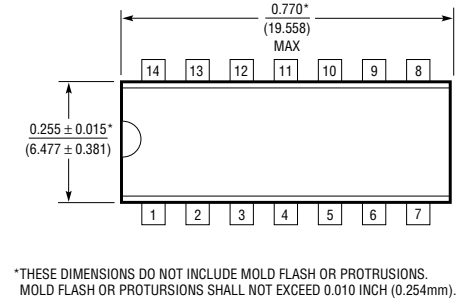 0.770*
(19.558)
MAX
14 13 12 11 10 9 8
0.255 ± 0.015*
(6.477 ± 0.381)
1 2 3 4 5 6 7
*THESE DIMENSIONS DO NOT INCLUDE MOLD FLASH OR PROTRUSIONS.
MOLD FLASH OR PROTURSIONS SHALL NOT EXCEED 0.010 INCH (0.254mm).